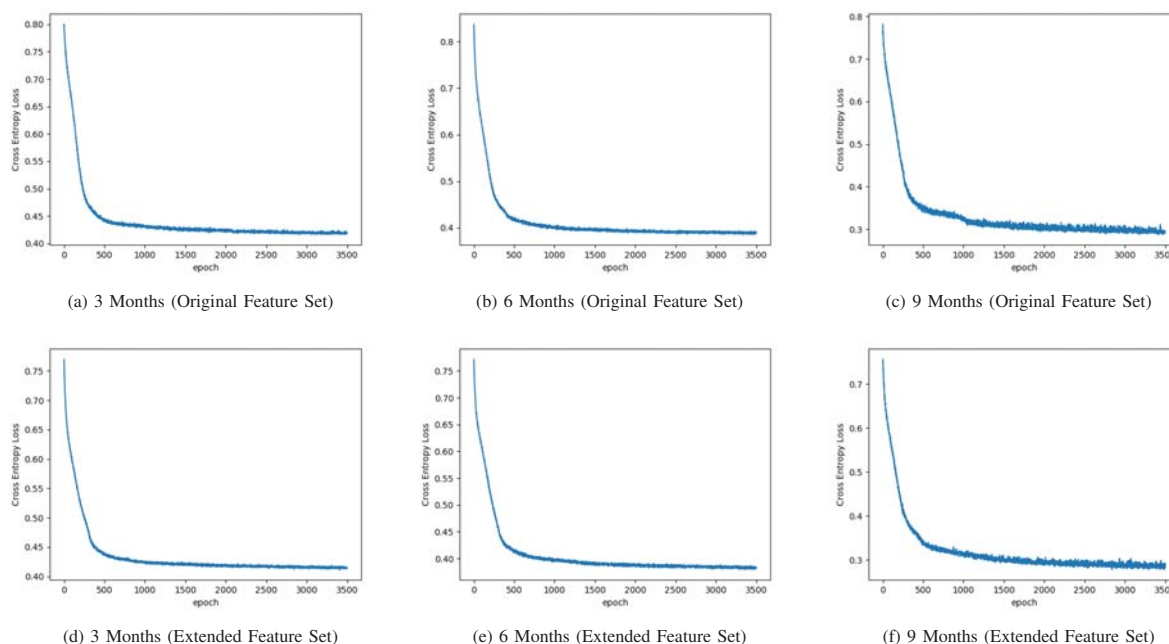 0.80
0.75
0.70
0.65
0.60
0.55
0.50
0.45
0.40
Cross Entropy Loss
0 500 1000 1500 2000 2500 3000 3500
epoch
(a) 3 Months (Original Feature Set)
0.8
0.7
0.6
0.5
0.4
Cross Entropy Loss
0 500 1000 1500 2000 2500 3000 3500
epoch
(b) 6 Months (Original Feature Set)
0.8
0.7
0.6
0.5
0.4
0.3
Cross Entropy Loss
0 500 1000 1500 2000 2500 3000 350
epoch
(c) 9 Months (Original Feature Set)
0.75
0.70
0.65
0.60
0.55
0.50
0.45
0.40
Cross Entropy Loss
0 500 1000 1500 2000 2500 3000 3500
epoch
(d) 3 Months (Extended Feature Set)
0.75
0.70
0.65
0.60
0.55
0.50
0.45
0.40
Cross Entropy Loss
0 500 1000 1500 2000 2500 3000 3500
epoch
(e) 6 Months (Extended Feature Set)
0.7
0.6
0.5
0.4
0.3
Cross Entropy Loss
0 500 1000 1500 2000 2500 3000 350
epoch
(f) 9 Months (Extended Feature Set)